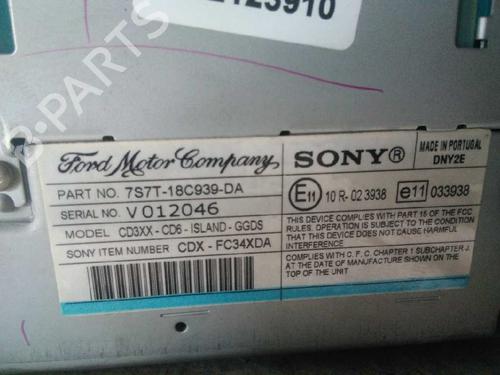 2123910
B-PARTS
Ford Motor Company
PART NO. 7S7T-18C939-DA
SERIAL NO. V 012046
MODEL CD3XX - CD6 - ISLAND - GGDS
SONY ITEM NUMBER CDX - FC34XDA
SONY®
MADE IN PORTUGAL
DNY2E
E11 10 R- 02 3938
e11 033938
THIS DEVICE COMPLIES WITH PART 15 OF THE FCC
RULES. OPERATION IS SUBJECT TO THE CONDITION
THAT THIS DEVICE DOES NOT CAUSE HARMFUL
INTERFERENCE
COMPLIES WITH C. F. C. CHAPTER 1 SUBCHAPTER J.
AT DATE OF MANUFACTURE SHOWN ON THE
TOP OF THE UNIT